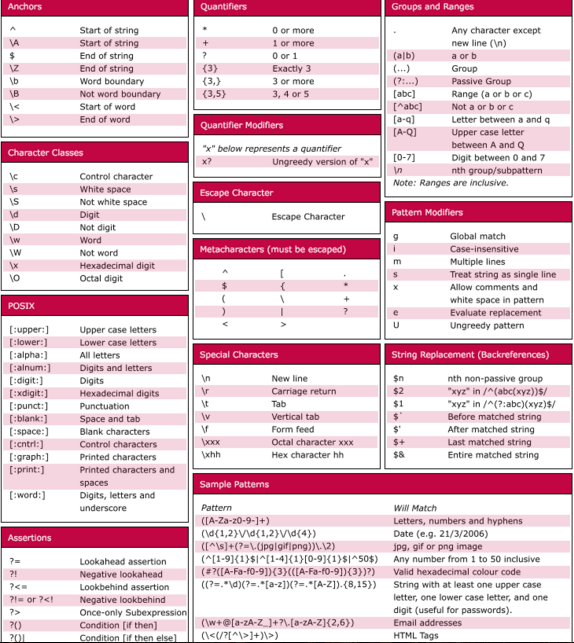 Anchors
^ Start of string
\A Start of string
$ End of string
\Z End of string
\b Word boundary
\B Not word boundary
\< Start of word
\> End of word
Character Classes
\c Control character
\s White space
\S Not white space
\d Digit
\D Not digit
\w Word
\W Not word
\x Hexadecimal digit
\O Octal digit
POSIX
[:upper:] Upper case letters
[:lower:] Lower case letters
[:alpha:] All letters
[:alnum:] Digits and letters
[:digit:] Digits
[:xdigit:] Hexadecimal digits
[:punct:] Punctuation
[:blank:] Space and tab
[:space:] Blank characters
[:cntrl:] Control characters
[:graph:] Printed characters
[:print:] Printed characters and
spaces
[:word:] Digits, letters and
underscore
Assertions
?= Lookahead assertion
?! Negative lookahead
?<= Lookbehind assertion
?!= or ?<! Negative lookbehind
?> Once-only Subexpression
?() Condition [if then]
?()| Condition [if then else]
Quantifiers
* 0 or more
+ 1 or more
? 0 or 1
{3} Exactly 3
{3,} 3 or more
{3,5} 3, 4 or 5
Quantifier Modifiers
"x" below represents a quantifier
x? Ungreedy version of "x"
Escape Character
\ Escape Character
Metacharacters (must be escaped)
^ [ .
$ { *
( \ +
) | ?
< >
Special Characters
\n New line
\r Carriage return
\t Tab
\v Vertical tab
\f Form feed
\xxx Octal character xxx
\xhh Hex character hh
Groups and Ranges
. Any character except
new line (\n)
(a|b) a or b
(...) Group
(?:...) Passive Group
[abc] Range (a or b or c)
[^abc] Not a or b or c
[a-q] Letter between a and q
[A-Q] Upper case letter
between A and Q
[0-7] Digit between 0 and 7
\n nth group/subpattern
Note: Ranges are inclusive.
Pattern Modifiers
g Global match
i Case-insensitive
m Multiple lines
s Treat string as single line
x Allow comments and
white space in pattern
e Evaluate replacement
U Ungreedy pattern
String Replacement (Backreferences)
$n nth non-passive group
$2 "xyz" in /^(abc(xyz))$/
$1 "xyz" in /^(?:abc)(xyz)$/
$` Before matched string
$' After matched string
$+ Last matched string
$& Entire matched string
Sample Patterns
Pattern Will Match
([A-Za-z0-9-]+) Letters, numbers and hyphens
(\d{1,2}\/\d{1,2}\/\d{4}) Date (e.g. 21/3/2006)
([^\s]+(?=\.(jpg|gif|png))\.\2) jpg, gif or png image
(^[1-9]{1}$|^[1-4]{1}[0-9]{1}$|^50$) Any number from 1 to 50 inclusive
(#?([A-Fa-f0-9]){3}(([A-Fa-f0-9]){3})?) Valid hexadecimal colour code
((?=.*\d)(?=.*[a-z])(?=.*[A-Z]).{8,15}) String with at least one upper case
letter, one lower case letter, and one
digit (useful for passwords).
(\w+@[a-zA-Z_]+?\.[a-zA-Z]{2,6}) Email addresses
(\<(/?[^\>]+)\>) HTML Tags